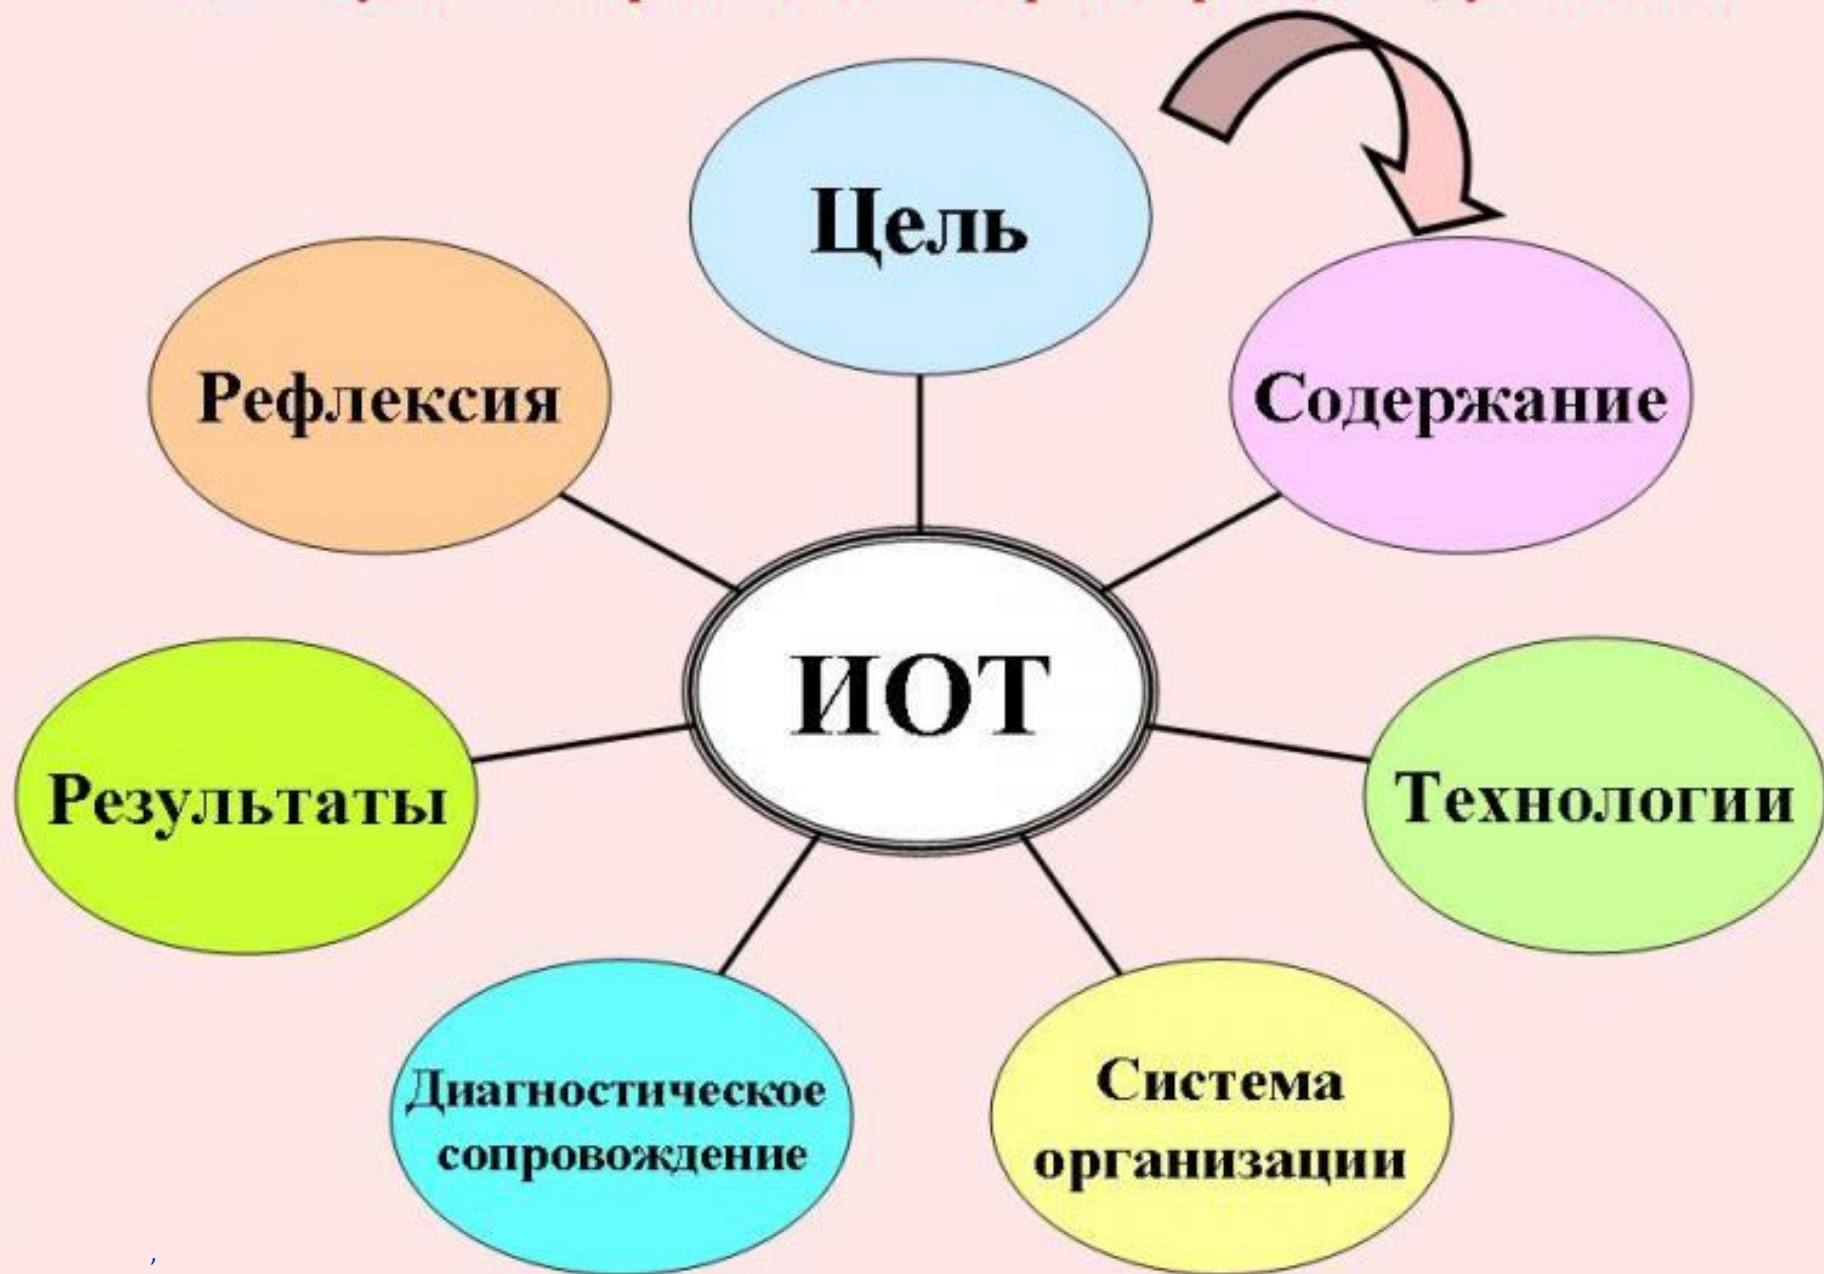 Цель
Содержание
Рефлексия
ИОТ
Технологии
Результаты
Диагностическое
сопровождение
Система
организации
,